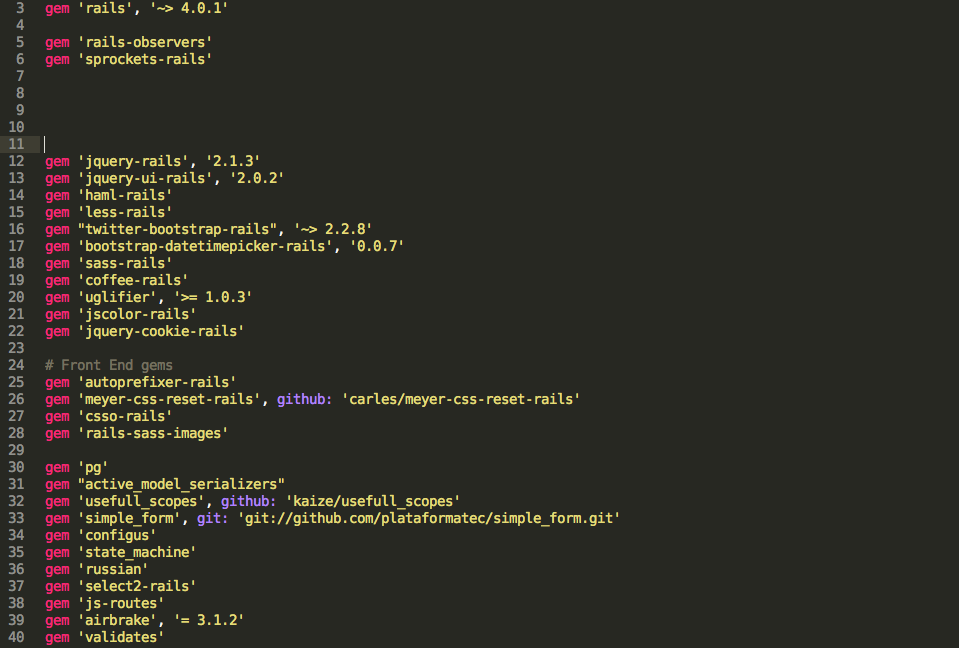 3 gem 'rails', '~> 4.0.1'
4
5 gem 'rails-observers'
6 gem 'sprockets-rails'
7
8
9
10
11
12 gem 'jquery-rails', '2.1.3'
13 gem 'jquery-ui-rails', '2.0.2'
14 gem 'haml-rails'
15 gem 'less-rails'
16 gem "twitter-bootstrap-rails", '~> 2.2.8'
17 gem 'bootstrap-datetimepicker-rails', '0.0.7'
18 gem 'sass-rails'
19 gem 'coffee-rails'
20 gem 'uglifier', '>= 1.0.3'
21 gem 'jscolor-rails'
22 gem 'jquery-cookie-rails'
23
24 # Front End gems
25 gem 'autoprefixer-rails'
26 gem 'meyer-css-reset-rails', github: 'carles/meyer-css-reset-rails'
27 gem 'csso-rails'
28 gem 'rails-sass-images'
29
30 gem 'pg'
31 gem "active_model_serializers"
32 gem 'usefull_scopes', github: 'kaize/usefull_scopes'
33 gem 'simple_form', git: 'git://github.com/plataformatec/simple_form.git'
34 gem 'configus'
35 gem 'state_machine'
36 gem 'russian'
37 gem 'select2-rails'
38 gem 'js-routes'
39 gem 'airbrake', '= 3.1.2'
40 gem 'validates'